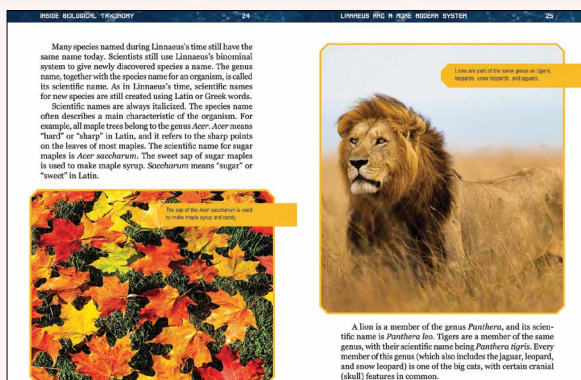 INSIDE BIOLOGICAL TAXONOMY 24
Many species named during Linnaeus's time still have the
same name today. Scientists still use Linnaeus's binominal
system to give newly discovered species a name. The genus
name, together with the species name for an organism, is called
its scientific name. As in Linnaeus's time, scientific names
for new species are still created using Latin or Greek words.
Scientific names are always italicized. The species name
often describes a main characteristic of the organism. For
example, all maple trees belong to the genus Acer. Acer means
"hard" or "sharp" in Latin, and it refers to the sharp points
on the leaves of most maples. The scientific name for sugar
maples is Acer saccharum. The sweet sap of sugar maples
is used to make maple syrup. Saccharum means "sugar" or
"sweet" in Latin.
The sap of the Acer saccharum is used
to make maple syrup and candy.
LINNAEUS AND A MORE MODERN SYSTEM 25
Lions are part of the same genus as tigers,
leopards, snow leopards, and jaguars.
A lion is a member of the genus Panthera, and its scien-
tific name is Panthera leo. Tigers are a member of the same
genus, with their scientific name being Panthera tigris. Every
member of this genus (which also includes the jaguar, leopard,
and snow leopard) is one of the big cats, with certain cranial
(skull) features in common.